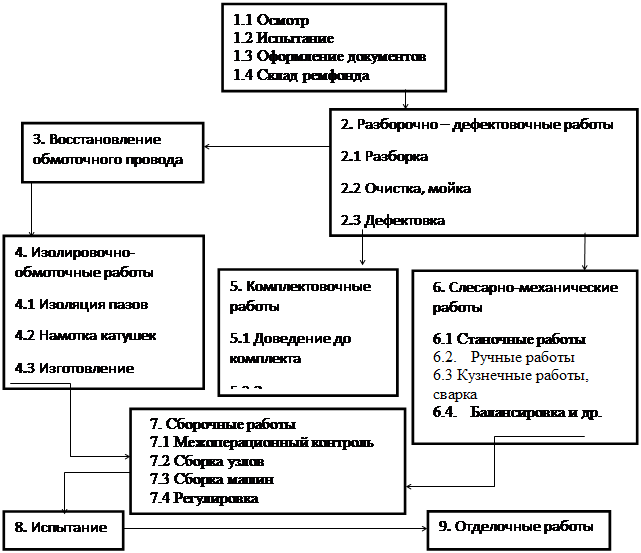 1.1 Осмотр
1.2 Испытание
1.3 Оформление документов
1.4 Склад ремфонда
2. Разборочно – дефектовочные работы
2.1 Разборка
2.2 Очистка, мойка
2.3 Дефектовка
3. Восстановление
обмоточного провода
4. Изолировочно-
обмоточные работы
4.1 Изоляция пазов
4.2 Намотка катушек
4.3 Изготовление
5. Комплектовочные
работы
5.1 Доведение до
комплекта
6. Слесарно-механические
работы
6.1 Станочные работы
6.2. Ручные работы
6.3 Кузнечные работы,
сварка
6.4. Балансировка и др.
7. Сборочные работы
7.1 Межоперационный контроль
7.2 Сборка узлов
7.3 Сборка машин
7.4 Регулировка
8. Испытание
9. Отделочные работы